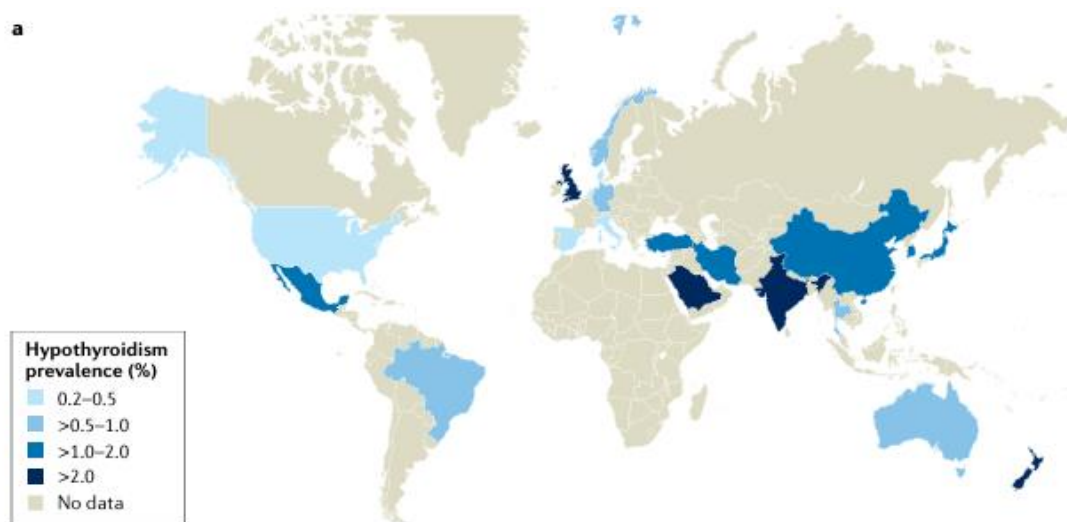 a
Hypothyroidism
prevalence (%)
0.2–0.5
>0.5–1.0
>1.0–2.0
>2.0
No data